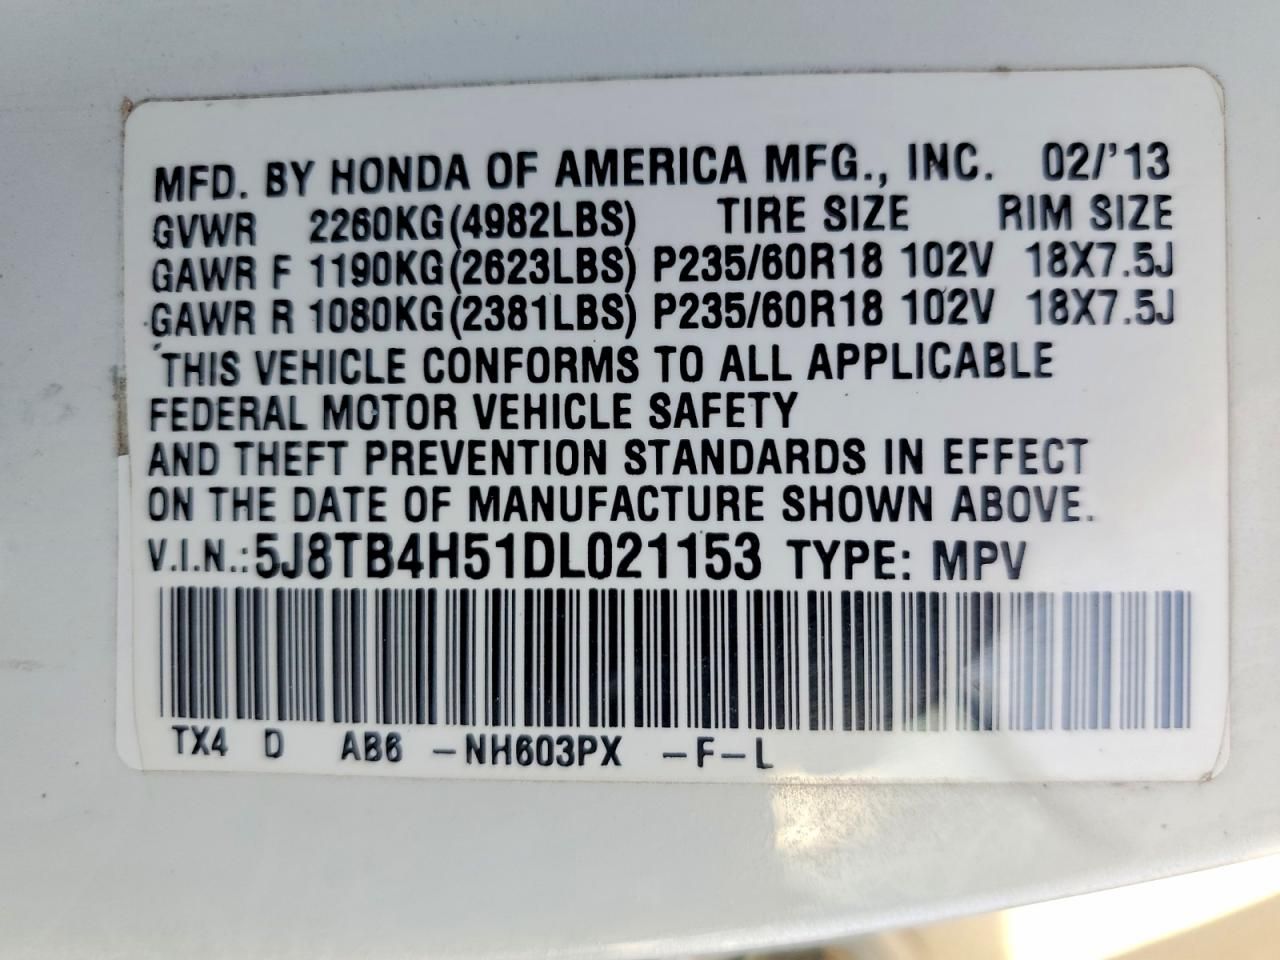 MFD. BY HONDA OF AMERICA MFG., INC. 02/'13
GVWR 2260KG(4982LBS) TIRE SIZE RIM SIZE
GAWR F 1190KG(2623LBS) P235/60R18 102V 18X7.5J
GAWR R 1080KG(2381LBS) P235/60R18 102V 18X7.5J
THIS VEHICLE CONFORMS TO ALL APPLICABLE
FEDERAL MOTOR VEHICLE SAFETY
AND THEFT PREVENTION STANDARDS IN EFFECT
ON THE DATE OF MANUFACTURE SHOWN ABOVE.
V.I.N.:5J8TB4H51DL021153 TYPE: MPV
TX4 D AB6 -NH603PX -F-L